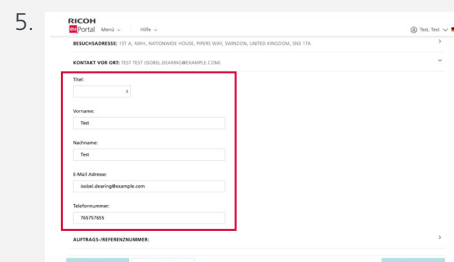 5.
RICOH
Portal Menü Hilfe Test, Test
BESUCHSADRESSE: 1ST A, NWH, NATIONWIDE HOUSE, PIPERS WAY, SWINDON, UNITED KINGDOM, SN3 1TA
KONTAKT VOR ORT: TEST TEST (ISOBEL.DEARING@EXAMPLE.COM)
Titel:
Vorname:
Test
Nachname:
Test
E-Mail Adresse:
isobel.dearing@example.com
Telefonnummer:
765757655
AUFTRAGS-/REFERENZNUMMER: